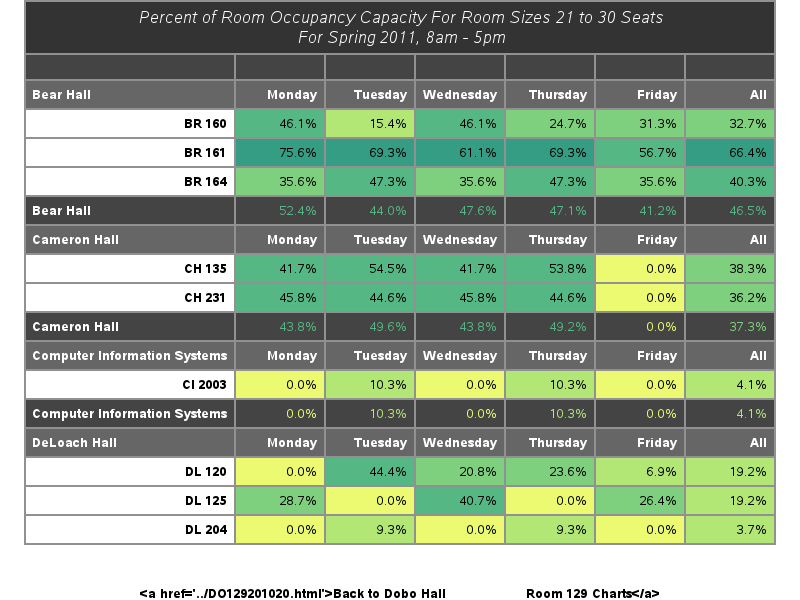 Percent of Room Occupancy Capacity For Room Sizes 21 to 30 Seats
For Spring 2011, 8am - 5pm
Bear Hall Monday Tuesday Wednesday Thursday Friday All
BR 160 46.1% 15.4% 46.1% 24.7% 31.3% 32.7%
BR 161 75.6% 69.3% 61.1% 69.3% 56.7% 66.4%
BR 164 35.6% 47.3% 35.6% 47.3% 35.6% 40.3%
Bear Hall 52.4% 44.0% 47.6% 47.1% 41.2% 46.5%
Cameron Hall Monday Tuesday Wednesday Thursday Friday All
CH 135 41.7% 54.5% 41.7% 53.8% 0.0% 38.3%
CH 231 45.8% 44.6% 45.8% 44.6% 0.0% 36.2%
Cameron Hall 43.8% 49.6% 43.8% 49.2% 0.0% 37.3%
Computer Information Systems Monday Tuesday Wednesday Thursday Friday All
CI 2003 0.0% 10.3% 0.0% 10.3% 0.0% 4.1%
Computer Information Systems 0.0% 10.3% 0.0% 10.3% 0.0% 4.1%
DeLoach Hall Monday Tuesday Wednesday Thursday Friday All
DL 120 0.0% 44.4% 20.8% 23.6% 6.9% 19.2%
DL 125 28.7% 0.0% 40.7% 0.0% 26.4% 19.2%
DL 204 0.0% 9.3% 0.0% 9.3% 0.0% 3.7%
<a href='../DO129201020.html'>Back to Dobo Hall Room 129 Charts</a>